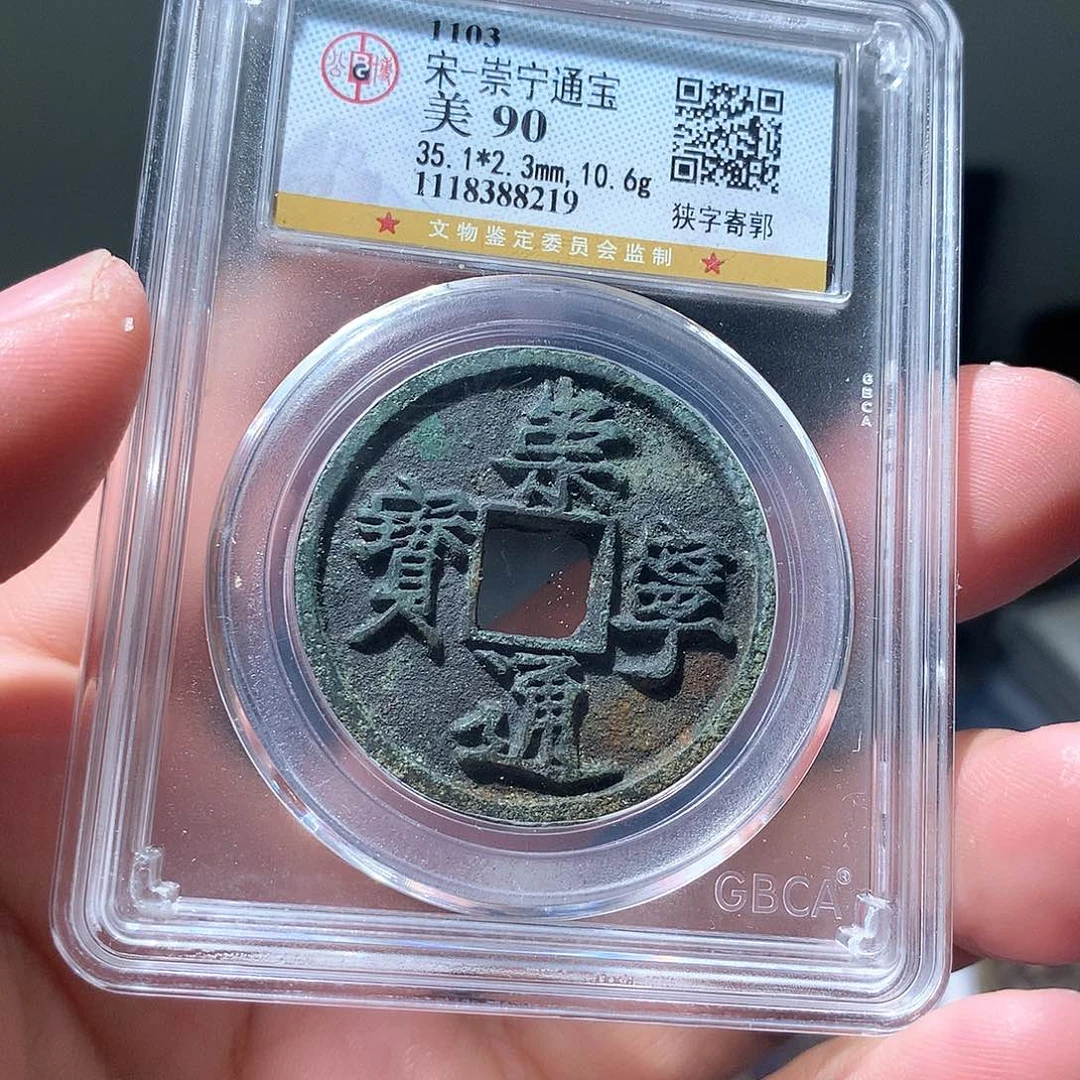 1103
宋-崇宁通宝
美 90
35.1*2.3mm, 10.6g
1118388219
狭字寄郭
G
★ 文物鉴定委员会监制 ★
GBCA
崇
寧
通
寶
GBCA®